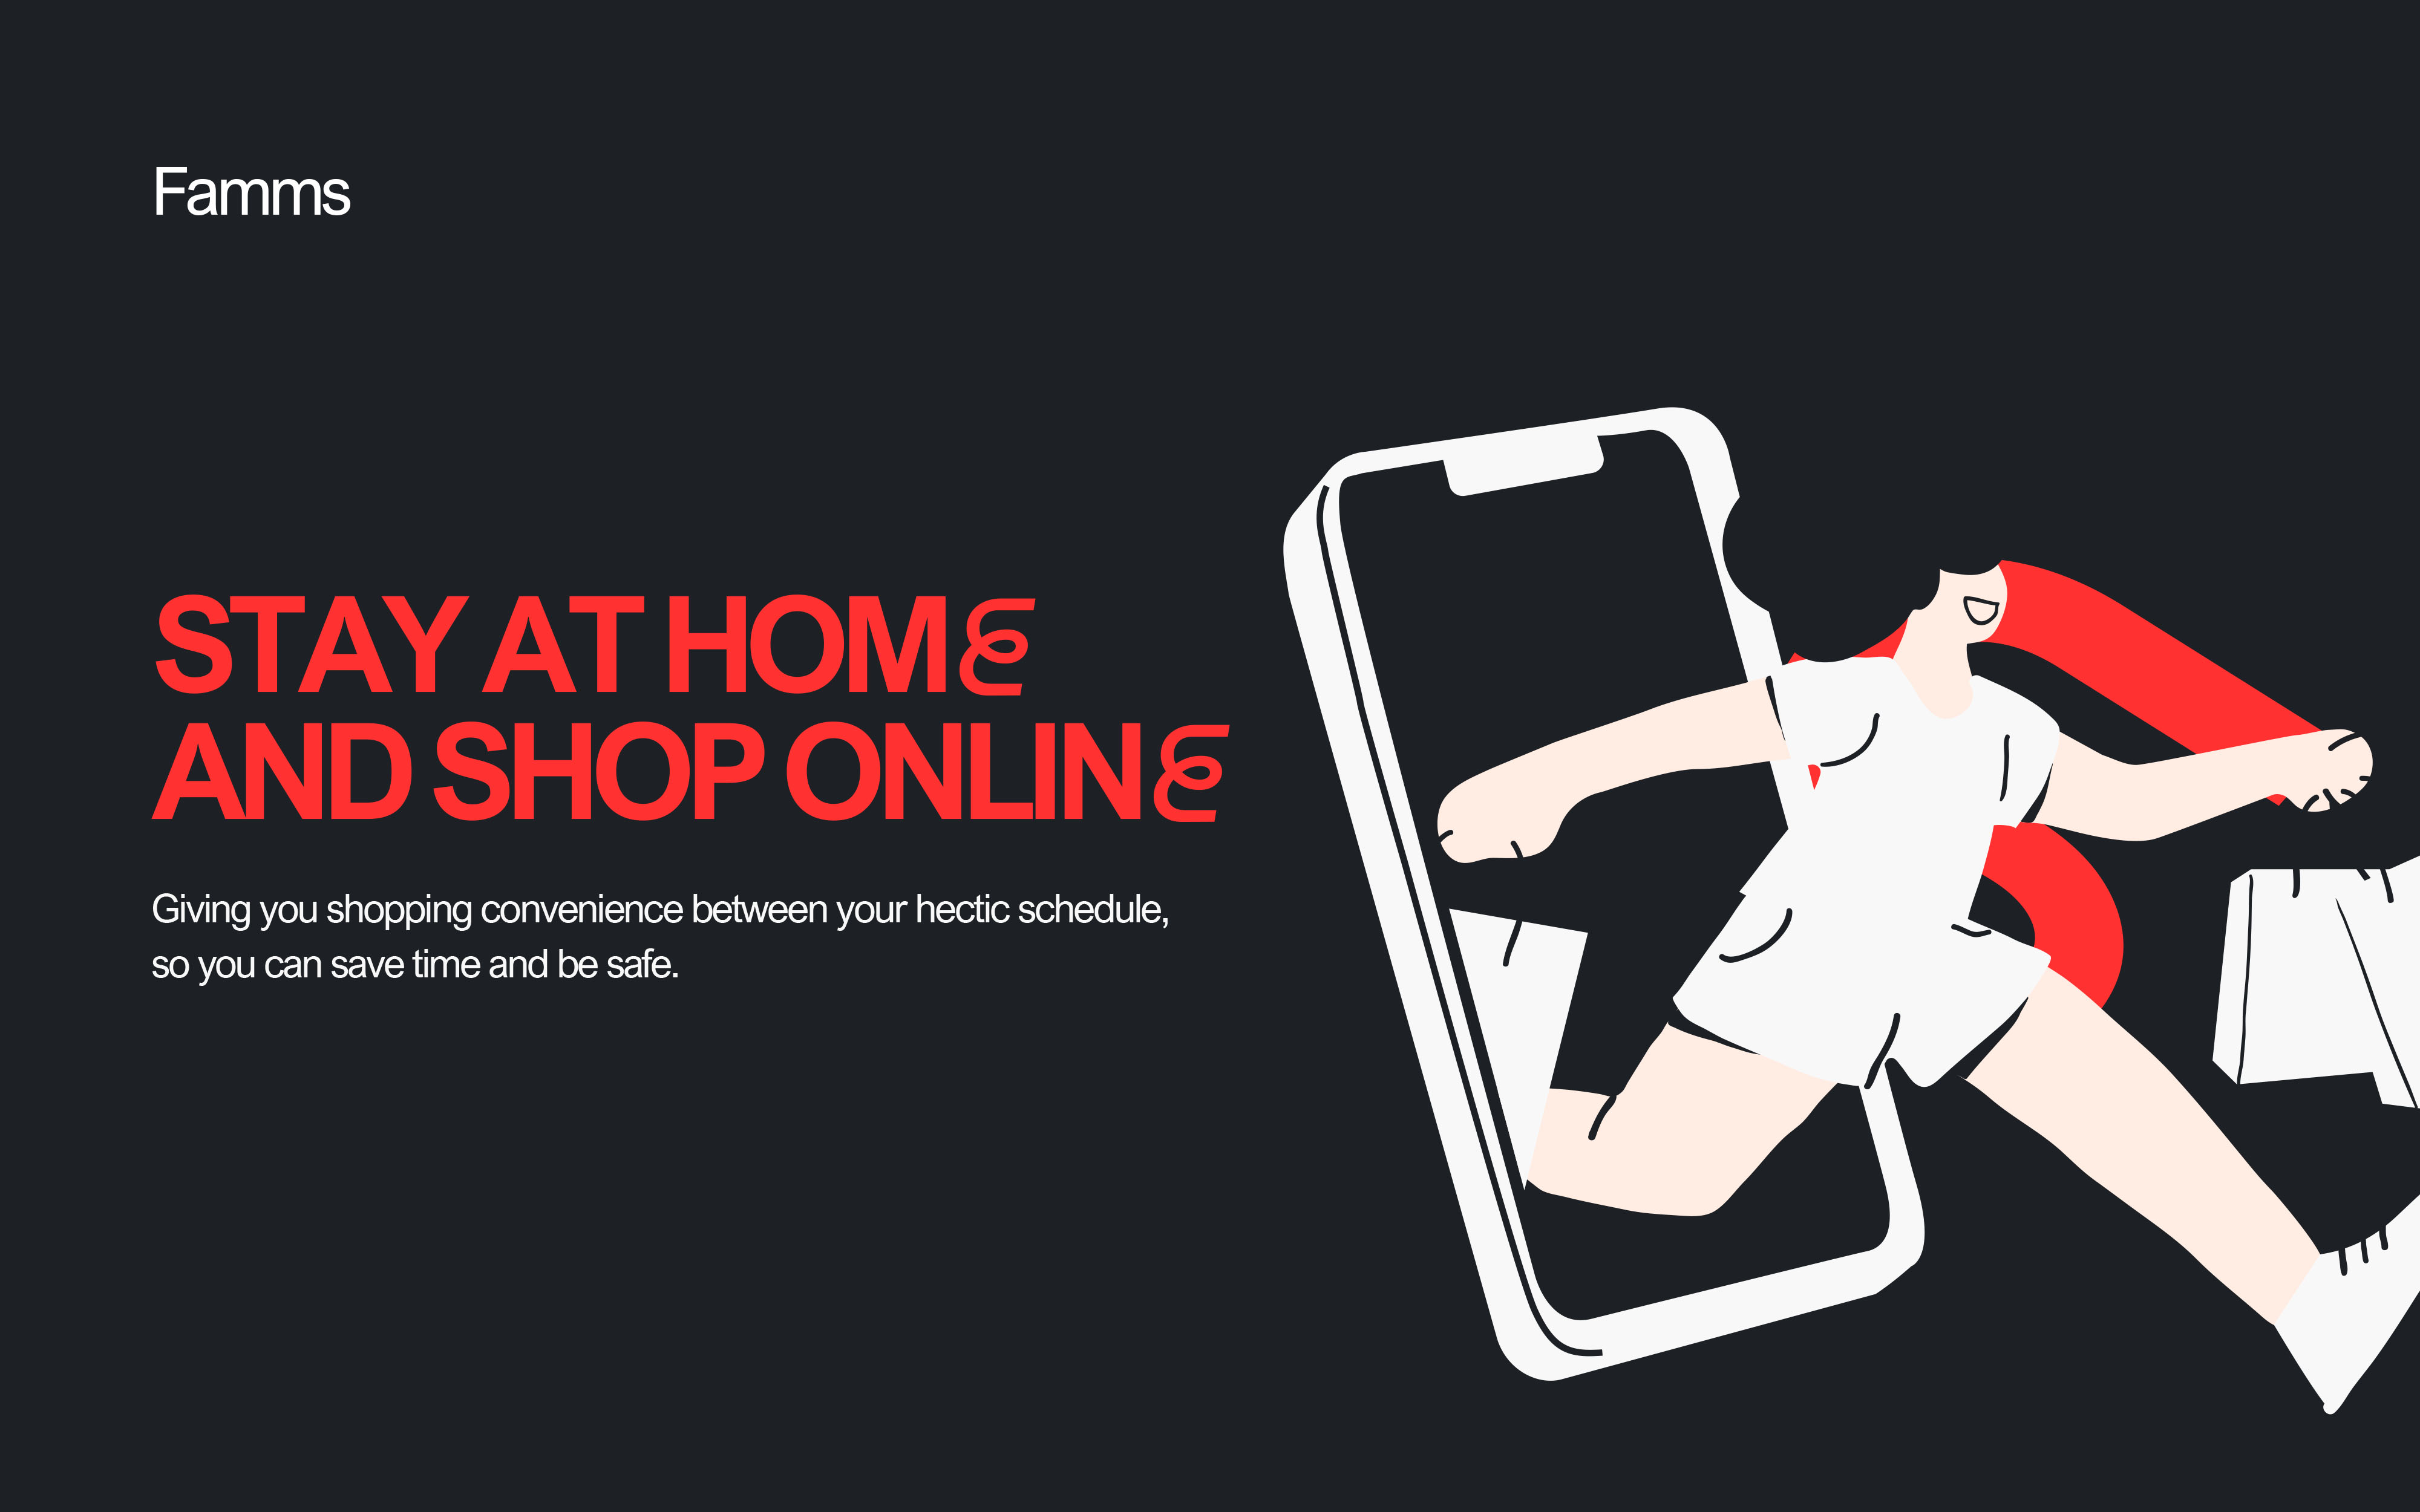 Famms
STAY AT HOME
AND SHOP ONLINE
Giving you shopping convenience between your hectic schedule,
so you can save time and be safe.